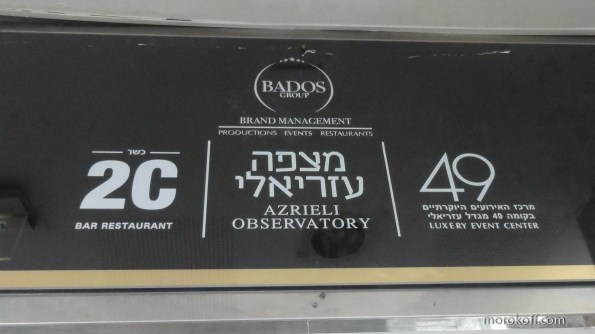 BADOS
GROUP
BRAND MANAGEMENT
PRODUCTIONS EVENTS RESTAURANTS
כשר
2C
BAR RESTAURANT
מצפה
עזריאלי
AZRIELI
OBSERVATORY
49
מרכז האירועים היוקרתיים
בקומה 49 מגדל עזריאלי
LUXERY EVENT CENTER
morokoff.com